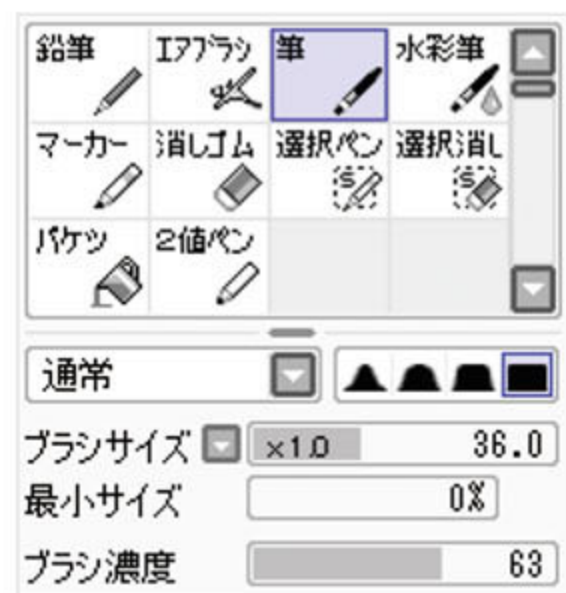 鉛筆 エアブラシ 筆 水彩筆
マーカー 消しゴム 選択ペン 選択消し
S S
バケツ 2値ペン
通常
ブラシサイズ ×1.0 36.0
最小サイズ 0%
ブラシ濃度 63